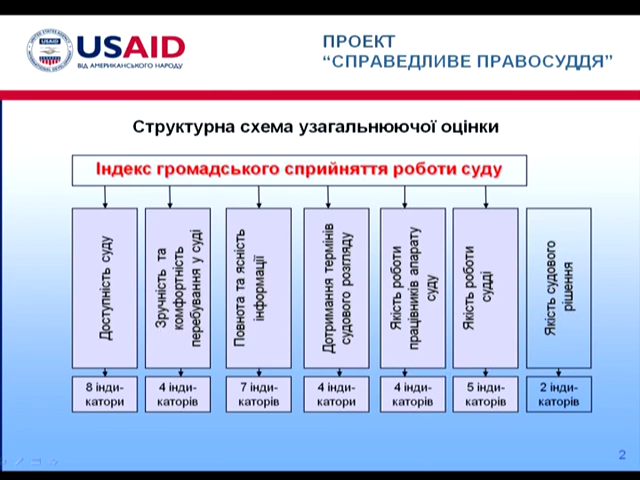 USAID
ВІД АМЕРИКАНСЬКОГО НАРОДУ
ПРОЕКТ
“СПРАВЕДЛИВЕ ПРАВОСУДДЯ”
Структурна схема узагальнюючої оцінки
Індекс громадського сприйняття роботи суду
Доступність суду
Зручність та
комфортність
перебування у суді
Повнота та ясність
інформації
Дотримання термінів
судового розгляду
Якість роботи
працівників апарату
суду
Якість роботи
судді
Якість судового
рішення
8 інди-
катори
4 інди-
каторів
7 інди-
каторів
4 інди-
катори
4 інди-
каторів
5 інди-
каторів
2 інди-
каторів
2